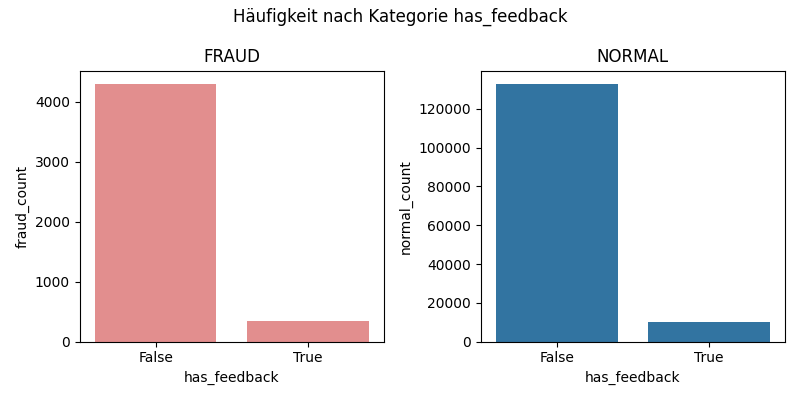 Häufigkeit nach Kategorie has_feedback
FRAUD
4000
3000
2000
1000
0
fraud_count
False
True
has_feedback
NORMAL
120000
100000
80000
60000
40000
20000
0
normal_count
False
True
has_feedback